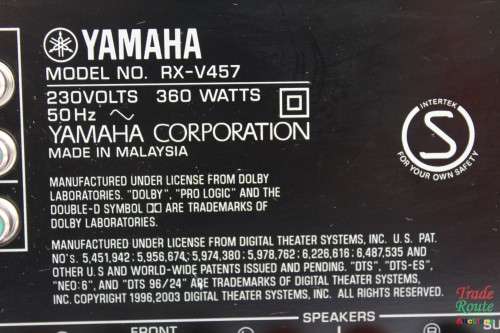 YAMAHA
MODEL NO. RX-V457
230VOLTS 360 WATTS
50Hz ~
YAMAHA CORPORATION
MADE IN MALAYSIA
INTERTEK
S
FOR YOUR OWN SAFETY
MANUFACTURED UNDER LICENSE FROM DOLBY
LABORATORIES. "DOLBY", "PRO LOGIC" AND THE
DOUBLE-D SYMBOL ARE TRADEMARKS OF
DOLBY LABORATORIES.
MANUFACTURED UNDER LICENSE FROM DIGITAL THEATER SYSTEMS, INC. U.S. PAT.
NO'S. 5,451,942; 5,956,674; 5,974,380; 5,978,762; 6,226,616; 6,487,535 AND
OTHER U.S AND WORLD-WIDE PATENTS ISSUED AND PENDING. "DTS", "DTS-ES",
"NEO:6", AND "DTS 96/24" ARE TRADEMARKS OF DIGITAL THEATER SYSTEMS,
INC. COPYRIGHT 1996,2003 DIGITAL THEATER SYSTEMS, INC. ALL RIGHTS RESERVED.
Trade
Route
SPEAKERS
FRONT